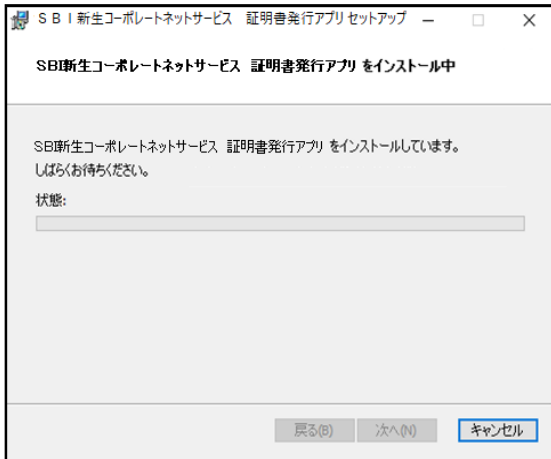 SBI新生コーポレートネットサービス　証明書発行アプリ セットアップ
SBI新生コーポレートネットサービス 証明書発行アプリ をインストール中
SBI新生コーポレートネットサービス 証明書発行アプリ をインストールしています。
しばらくお待ちください。
状態:
戻る(B)
次へ(N)
キャンセル